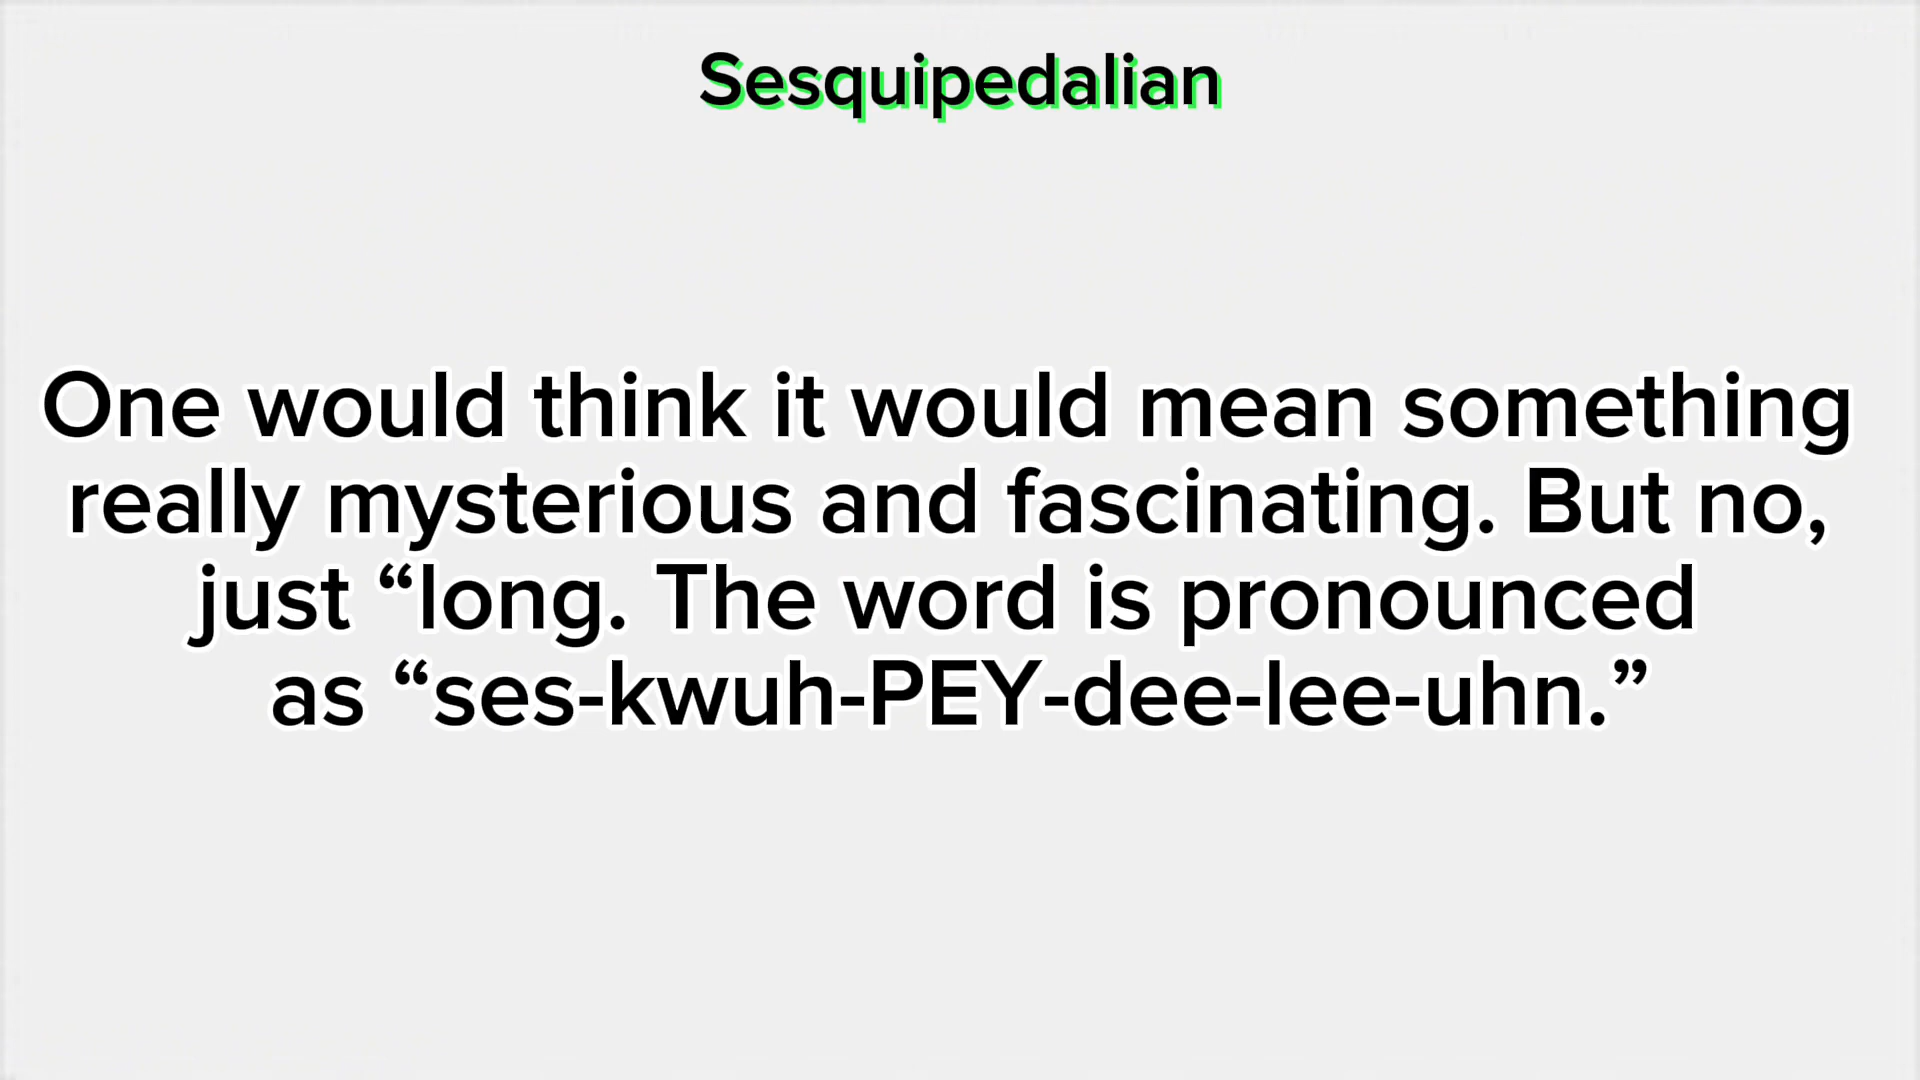 Sesquipedalian
One would think it would mean something
really mysterious and fascinating. But no,
just “long. The word is pronounced
as “ses-kwuh-PEY-dee-lee-uhn.”